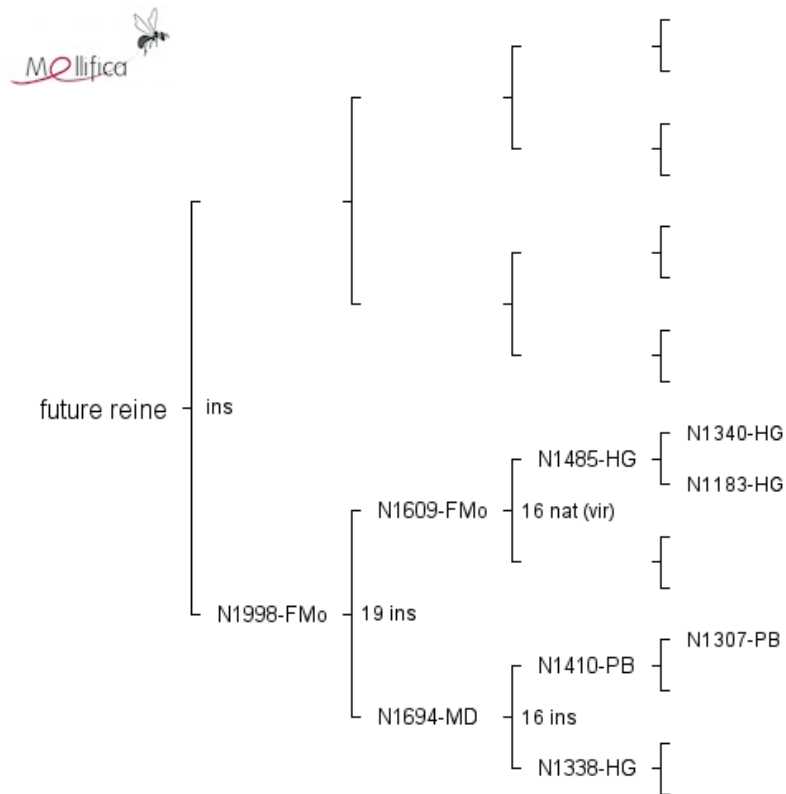 Mellifica
future reine
ins
N1340-HG
N1485-HG
N1183-HG
N1609-FMo
16 nat (vir)
N1998-FMo
19 ins
N1307-PB
N1410-PB
N1694-MD
16 ins
N1338-HG